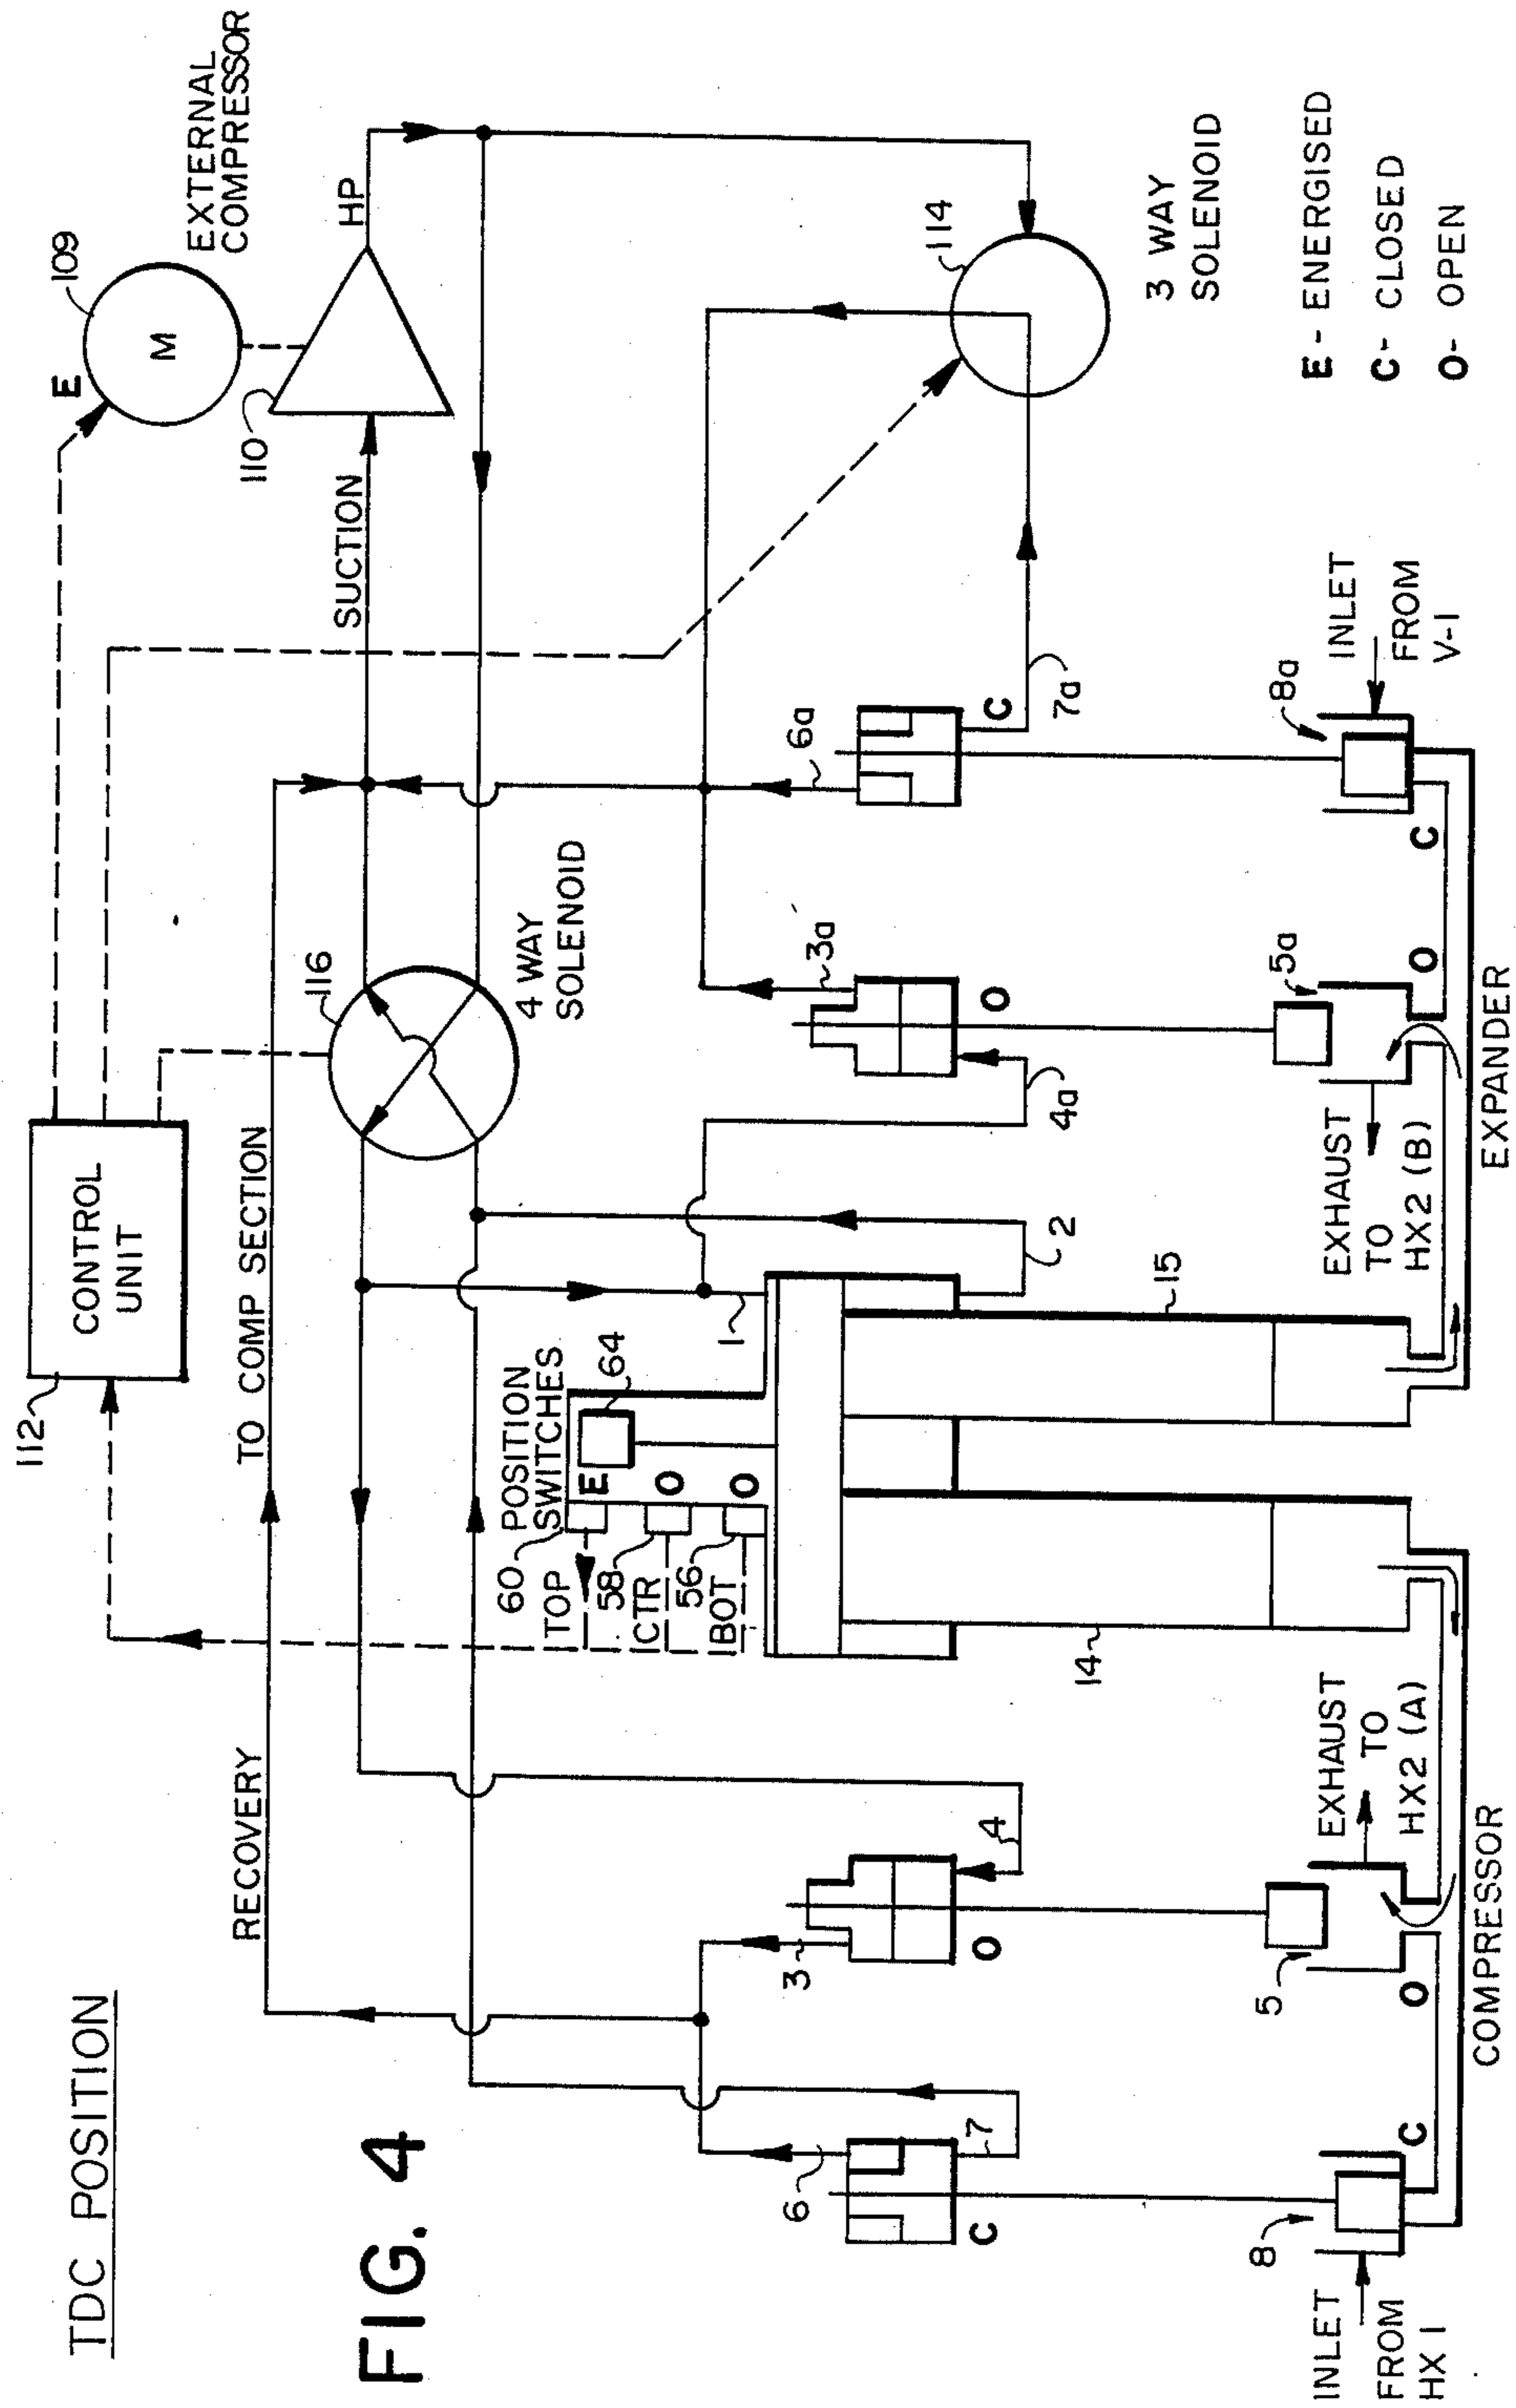 TDC POSITION
FIG. 4
112
CONTROL
UNIT
109
E
M
EXTERNAL
COMPRESSOR
110
HP
SUCTION
RECOVERY
TO COMP SECTION
116
4 WAY
SOLENOID
60
POSITION
SWITCHES
64
E
O
O
TOP
58
CTR
56
BOT
1
2
3
4
O
6
7
C
3a
4a
O
6a
7a
C
114
3 WAY
SOLENOID
14
15
8
INLET
FROM
HX 1
C
5
O
EXHAUST
TO
HX2 (A)
COMPRESSOR
EXHAUST
TO
HX2 (B)
5a
O
C
8a
INLET
FROM
V-1
EXPANDER
E - ENERGISED
C - CLOSED
O - OPEN